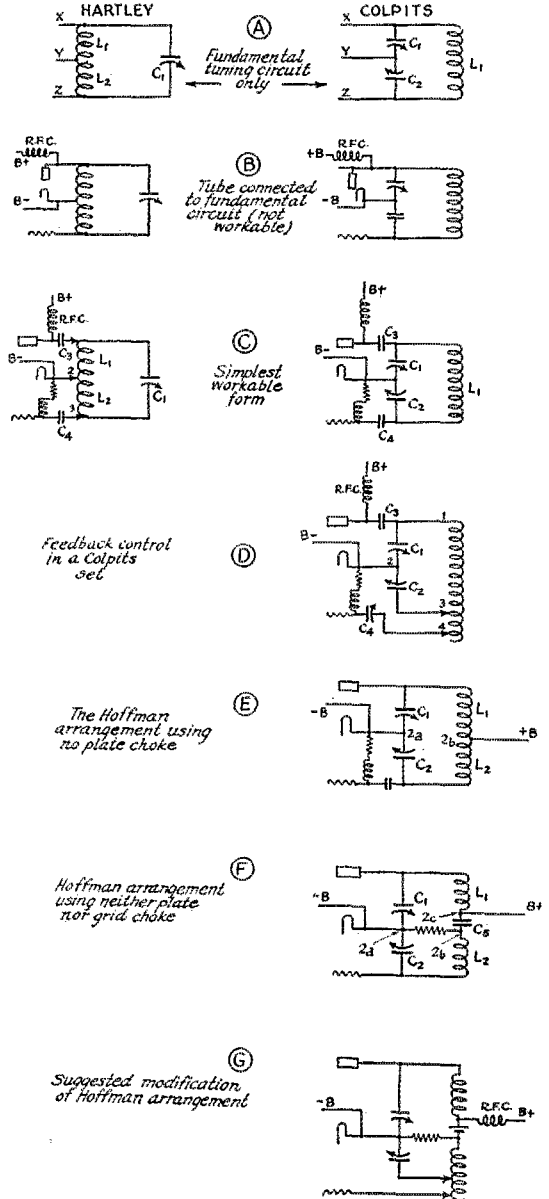 HARTLEY
COLPITS
A
X
Y
Z
L1
L2
C1
Fundamental
tuning circuit
only
X
Y
Z
C1
C2
L1
B
R.F.C.
B+
B-
Tube connected
to fundamental
circuit (not
workable)
+B
R.F.C.
-B
C
B+
R.F.C.
C3
B-
1
2
3
L1
L2
C1
C4
Simplest
workable
form
B+
C3
B-
C1
C2
L1
C4
D
Feedback control
in a Colpits
set
B+
R.F.C.
C3
1
B-
C1
2
C2
3
4
C4
E
The Hoffman
arrangement using
no plate choke
-B
C1
L1
2a
2b
+B
C2
L2
F
Hoffman arrangement
using neither plate
nor grid choke
-B
C1
L1
2c
B+
C5
2a
2b
C2
L2
G
Suggested modification
of Hoffman arrangement
-B
R.F.C.
B+